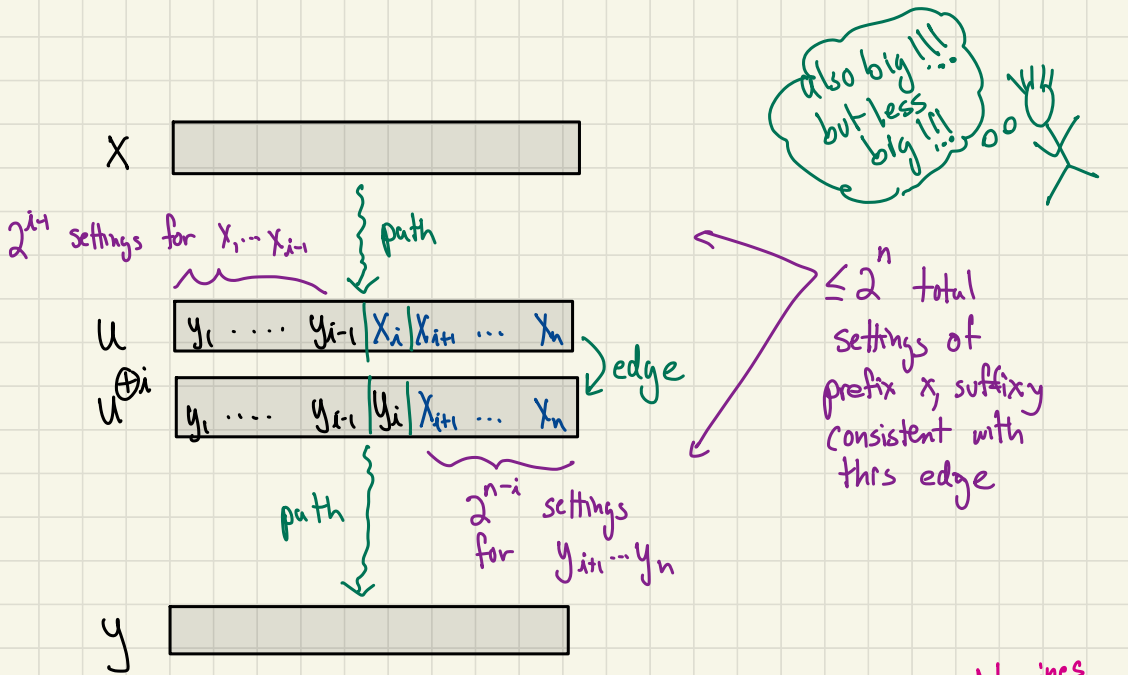 also big!!!
but less
big!!!
X
2^{i-1} settings for X_1 ... X_{i-1}
path
≤ 2^n total
settings of
prefix x, suffix y
consistent with
this edge
u
y_1 ..... y_{i-1} | X_i | X_{i+1} ... X_n
edge
u^{⊕i}
y_1 ..... y_{i-1} | y_i | X_{i+1} ... X_n
path
2^{n-i} settings
for y_{i+1} ... y_n
y